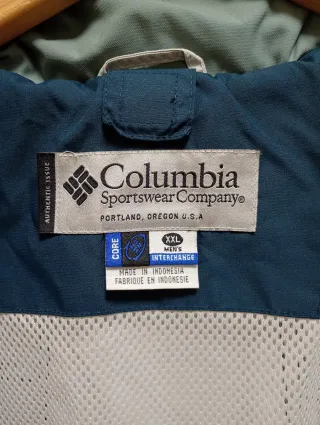 AUTHENTIC ISSUE
Columbia
Sportswear Company®
PORTLAND, OREGON U.S.A
CORE
XXL
MEN'S
INTERCHANGE
MADE IN INDONESIA
FABRIQUE EN INDONESIE